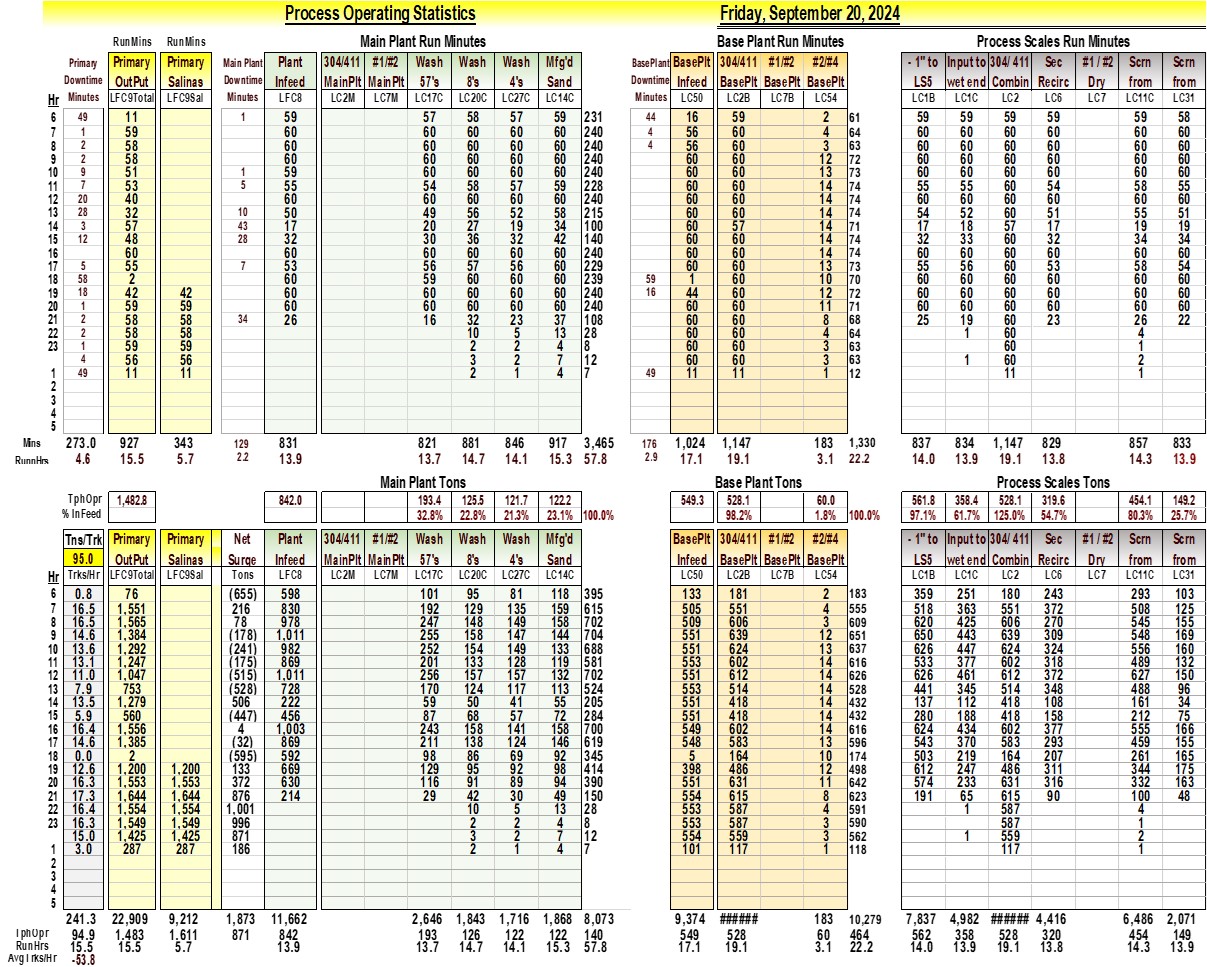 Process Operating Statistics Friday, September 20, 2024
RunMins RunMins Main Plant Run Minutes Base Plant Run Minutes Process Scales Run Minutes
Primary Primary Primary Main Plant Plant 304/411 #1/#2 Wash Wash Wash Mfg'd BasePlant BasePlt 304/411 #1/#2 #2/#4 - 1" to Input to 304/ 411 Sec #1 / #2 Scrn Scrn
Downtime OutPut Salinas Downtime Infeed MainPlt MainPlt 57's 8's 4's Sand Downtime Infeed BasePlt BasePlt BasePlt LS5 wet end Combin Recirc Dry from from
Hr Minutes LFC9Total LFC9Sal Minutes LFC8 LC2M LC7M LC17C LC20C LC27C LC14C Minutes LC50 LC2B LC7B LC54 LC1B LC1C LC2 LC6 LC7 LC11C LC31
6 49 11 1 59 57 58 57 59 231 44 16 59 2 61 59 59 59 59 59 58
7 1 59 60 60 60 60 60 240 4 56 60 4 64 60 60 60 60 60 60
8 2 58 60 60 60 60 60 240 4 56 60 3 63 60 60 60 60 60 60
9 2 58 60 60 60 60 60 240 60 60 12 72 60 60 60 60 60 60
10 9 51 1 59 60 60 60 60 240 60 60 13 73 60 60 60 60 60 60
11 7 53 5 55 54 58 57 59 228 60 60 14 74 55 55 60 54 58 55
12 20 40 60 60 60 60 60 240 60 60 14 74 60 60 60 60 60 60
13 28 32 10 50 49 56 52 58 215 60 60 14 74 54 52 60 51 55 51
14 3 57 43 17 20 27 19 34 100 60 57 14 71 17 18 57 17 19 19
15 12 48 28 32 30 36 32 42 140 60 60 14 74 32 33 60 32 34 34
16 60 60 60 60 60 60 240 60 60 14 74 60 60 60 60 60 60
17 5 55 7 53 56 57 56 60 229 60 60 13 73 55 56 60 53 58 54
18 58 2 60 59 60 60 60 239 59 1 60 10 70 60 60 60 60 60 60
19 18 42 42 60 60 60 60 60 240 16 44 60 12 72 60 60 60 60 60 60
20 1 59 59 60 60 60 60 60 240 60 60 11 71 60 60 60 60 60 60
21 2 58 58 34 26 16 32 23 37 108 60 60 8 68 25 19 60 23 26 22
22 2 58 58 10 5 13 28 60 60 4 64 1 60 4
23 1 59 59 2 2 4 8 60 60 3 63 60 1
4 56 56 3 2 7 12 60 60 3 63 1 60 2
1 49 11 11 2 1 4 7 49 11 11 1 12 11 1
2
3
4
5
Mins 273.0 927 343 129 831 821 881 846 917 3,465 176 1,024 1,147 183 1,330 837 834 1,147 829 857 833
RunnHrs 4.6 15.5 5.7 2.2 13.9 13.7 14.7 14.1 15.3 57.8 2.9 17.1 19.1 3.1 22.2 14.0 13.9 19.1 13.8 14.3 13.9
Main Plant Tons Base Plant Tons Process Scales Tons
TphOpr 1,482.8 842.0 193.4 125.5 121.7 122.2 549.3 528.1 60.0 561.8 358.4 528.1 319.6 454.1 149.2
% InFeed 32.8% 22.8% 21.3% 23.1% 100.0% 98.2% 1.8% 100.0% 97.1% 61.7% 125.0% 54.7% 80.3% 25.7%
Tns/Trk Primary Primary Net Plant 304/411 #1/#2 Wash Wash Wash Mfg'd BasePlt 304/411 #1/#2 #2/#4 - 1" to Input to 304/ 411 Sec #1 / #2 Scrn Scrn
95.0 OutPut Salinas Surge Infeed MainPlt MainPlt 57's 8's 4's Sand Infeed BasePlt BasePlt BasePlt LS5 wet end Combin Recirc Dry from from
Hr Trks/Hr LFC9Total LFC9Sal Tons LFC8 LC2M LC7M LC17C LC20C LC27C LC14C LC50 LC2B LC7B LC54 LC1B LC1C LC2 LC6 LC7 LC11C LC31
6 0.8 76 (655) 598 101 95 81 118 395 133 181 2 183 359 251 180 243 293 103
7 16.5 1,551 216 830 192 129 135 159 615 505 551 4 555 518 363 551 372 508 125
8 16.5 1,565 78 978 247 148 149 158 702 509 606 3 609 620 425 606 270 545 155
9 14.6 1,384 (178) 1,011 255 158 147 144 704 551 639 12 651 650 443 639 309 548 169
10 13.6 1,292 (241) 982 252 154 149 133 688 551 624 13 637 626 447 624 324 556 160
11 13.1 1,247 (175) 869 201 133 128 119 581 553 602 14 616 533 377 602 318 489 132
12 11.0 1,047 (515) 1,011 256 157 157 132 702 551 612 14 626 626 461 612 372 627 150
13 7.9 753 (528) 728 170 124 117 113 524 553 514 14 528 441 345 514 348 488 96
14 13.5 1,279 506 222 59 50 41 55 205 551 418 14 432 137 112 418 108 161 34
15 5.9 560 (447) 456 87 68 57 72 284 551 418 14 432 280 188 418 158 212 75
16 16.4 1,556 4 1,003 243 158 141 158 700 549 602 14 616 624 434 602 377 555 166
17 14.6 1,385 (32) 869 211 138 124 146 619 548 583 13 596 543 370 583 293 459 155
18 0.0 2 (595) 592 98 86 69 92 345 5 164 10 174 503 219 164 207 261 165
19 12.6 1,200 1,200 133 669 129 95 92 98 414 398 486 12 498 612 247 486 311 344 175
20 16.3 1,553 1,553 372 630 116 91 89 94 390 551 631 11 642 574 233 631 316 332 163
21 17.3 1,644 1,644 876 214 29 42 30 49 150 554 615 8 623 191 65 615 90 100 48
22 16.4 1,554 1,554 1,001 10 5 13 28 553 587 4 591 1 587 4
23 16.3 1,549 1,549 996 2 2 4 8 553 587 3 590 587 1
15.0 1,425 1,425 871 3 2 7 12 554 559 3 562 1 559 2
1 3.0 287 287 186 2 1 4 7 101 117 1 118 117 1
2
3
4
5
241.3 22,909 9,212 1,873 11,662 2,646 1,843 1,716 1,868 8,073 9,374 ###### 183 10,279 7,837 4,982 ###### 4,416 6,486 2,071
TphOpr 94.9 1,483 1,611 871 842 193 126 122 122 140 549 528 60 464 562 358 528 320 454 149
RunHrs 15.5 15.5 5.7 13.9 13.7 14.7 14.1 15.3 57.8 17.1 19.1 3.1 22.2 14.0 13.9 19.1 13.8 14.3 13.9
AvgTrks/Hr -53.8